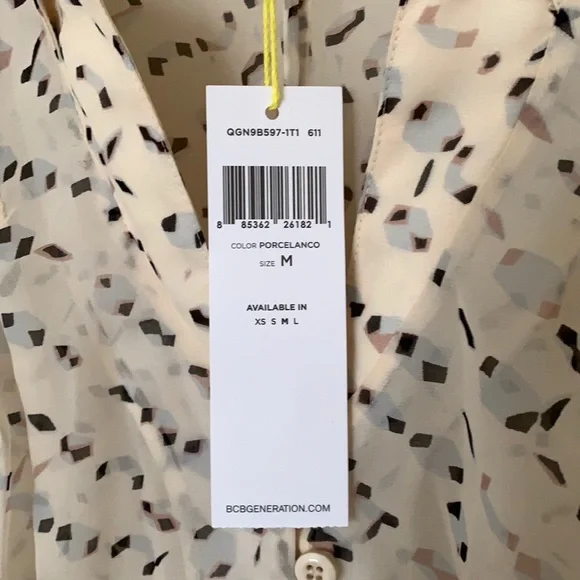 QGN9B597-1T1 611
8 85362 26182 1
COLOR PORCELANCO
SIZE M
AVAILABLE IN
XS S M L
BCBGENERATION.COM